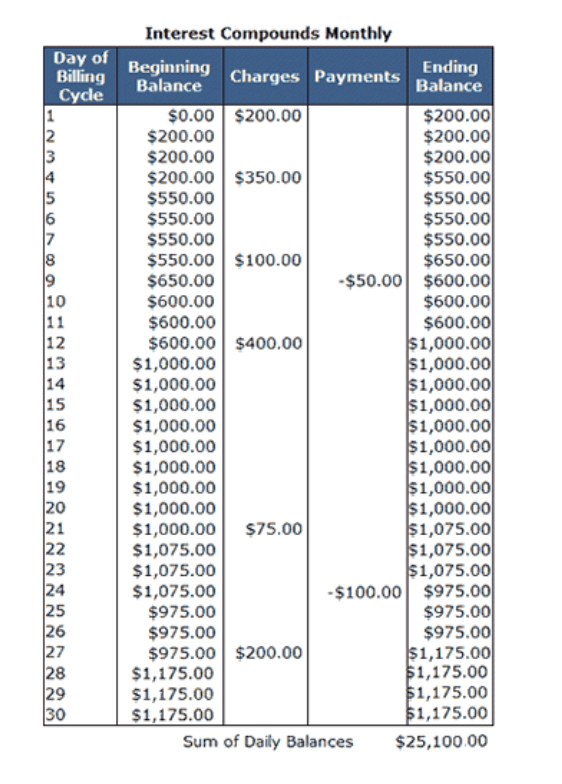 Interest Compounds Monthly
Day of Billing Cycle Beginning Balance Charges Payments Ending Balance
1 $0.00 $200.00 $200.00
2 $200.00 $200.00
3 $200.00 $200.00
4 $200.00 $350.00 $550.00
5 $550.00 $550.00
6 $550.00 $550.00
7 $550.00 $550.00
8 $550.00 $100.00 $650.00
9 $650.00 -$50.00 $600.00
10 $600.00 $600.00
11 $600.00 $600.00
12 $600.00 $400.00 $1,000.00
13 $1,000.00 $1,000.00
14 $1,000.00 $1,000.00
15 $1,000.00 $1,000.00
16 $1,000.00 $1,000.00
17 $1,000.00 $1,000.00
18 $1,000.00 $1,000.00
19 $1,000.00 $1,000.00
20 $1,000.00 $1,000.00
21 $1,000.00 $75.00 $1,075.00
22 $1,075.00 $1,075.00
23 $1,075.00 $1,075.00
24 $1,075.00 -$100.00 $975.00
25 $975.00 $975.00
26 $975.00 $975.00
27 $975.00 $200.00 $1,175.00
28 $1,175.00 $1,175.00
29 $1,175.00 $1,175.00
30 $1,175.00 $1,175.00
Sum of Daily Balances $25,100.00